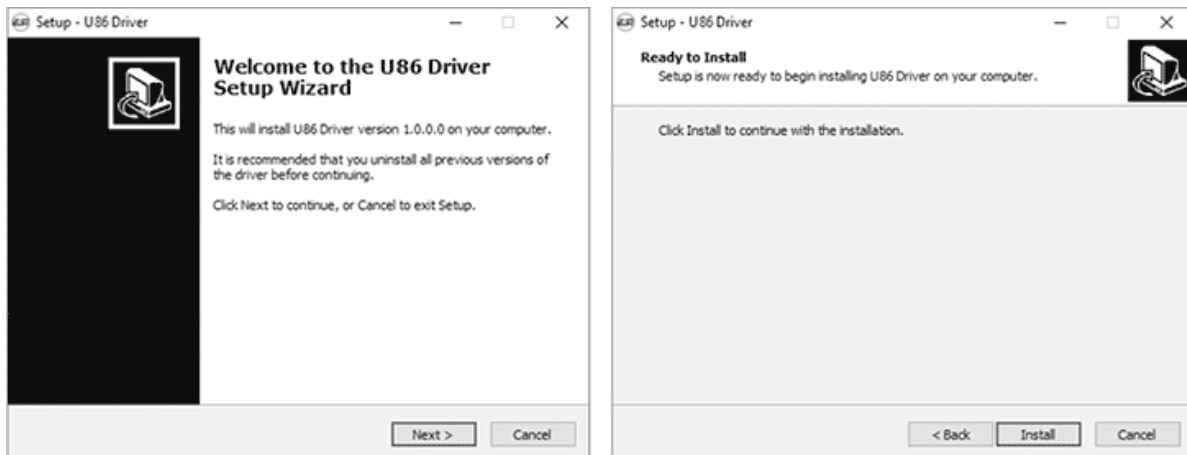 Setup - U86 Driver
Welcome to the U86 Driver
Setup Wizard
This will install U86 Driver version 1.0.0.0 on your computer.
It is recommended that you uninstall all previous versions of
the driver before continuing.
Click Next to continue, or Cancel to exit Setup.
Next >
Cancel
Setup - U86 Driver
Ready to Install
Setup is now ready to begin installing U86 Driver on your computer.
Click Install to continue with the installation.
< Back
Install
Cancel